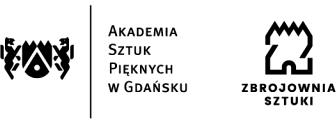 AKADEMIA
SZTUK
PIĘKNYCH
W GDAŃSKU
ZBROJOWNIA
SZTUKI